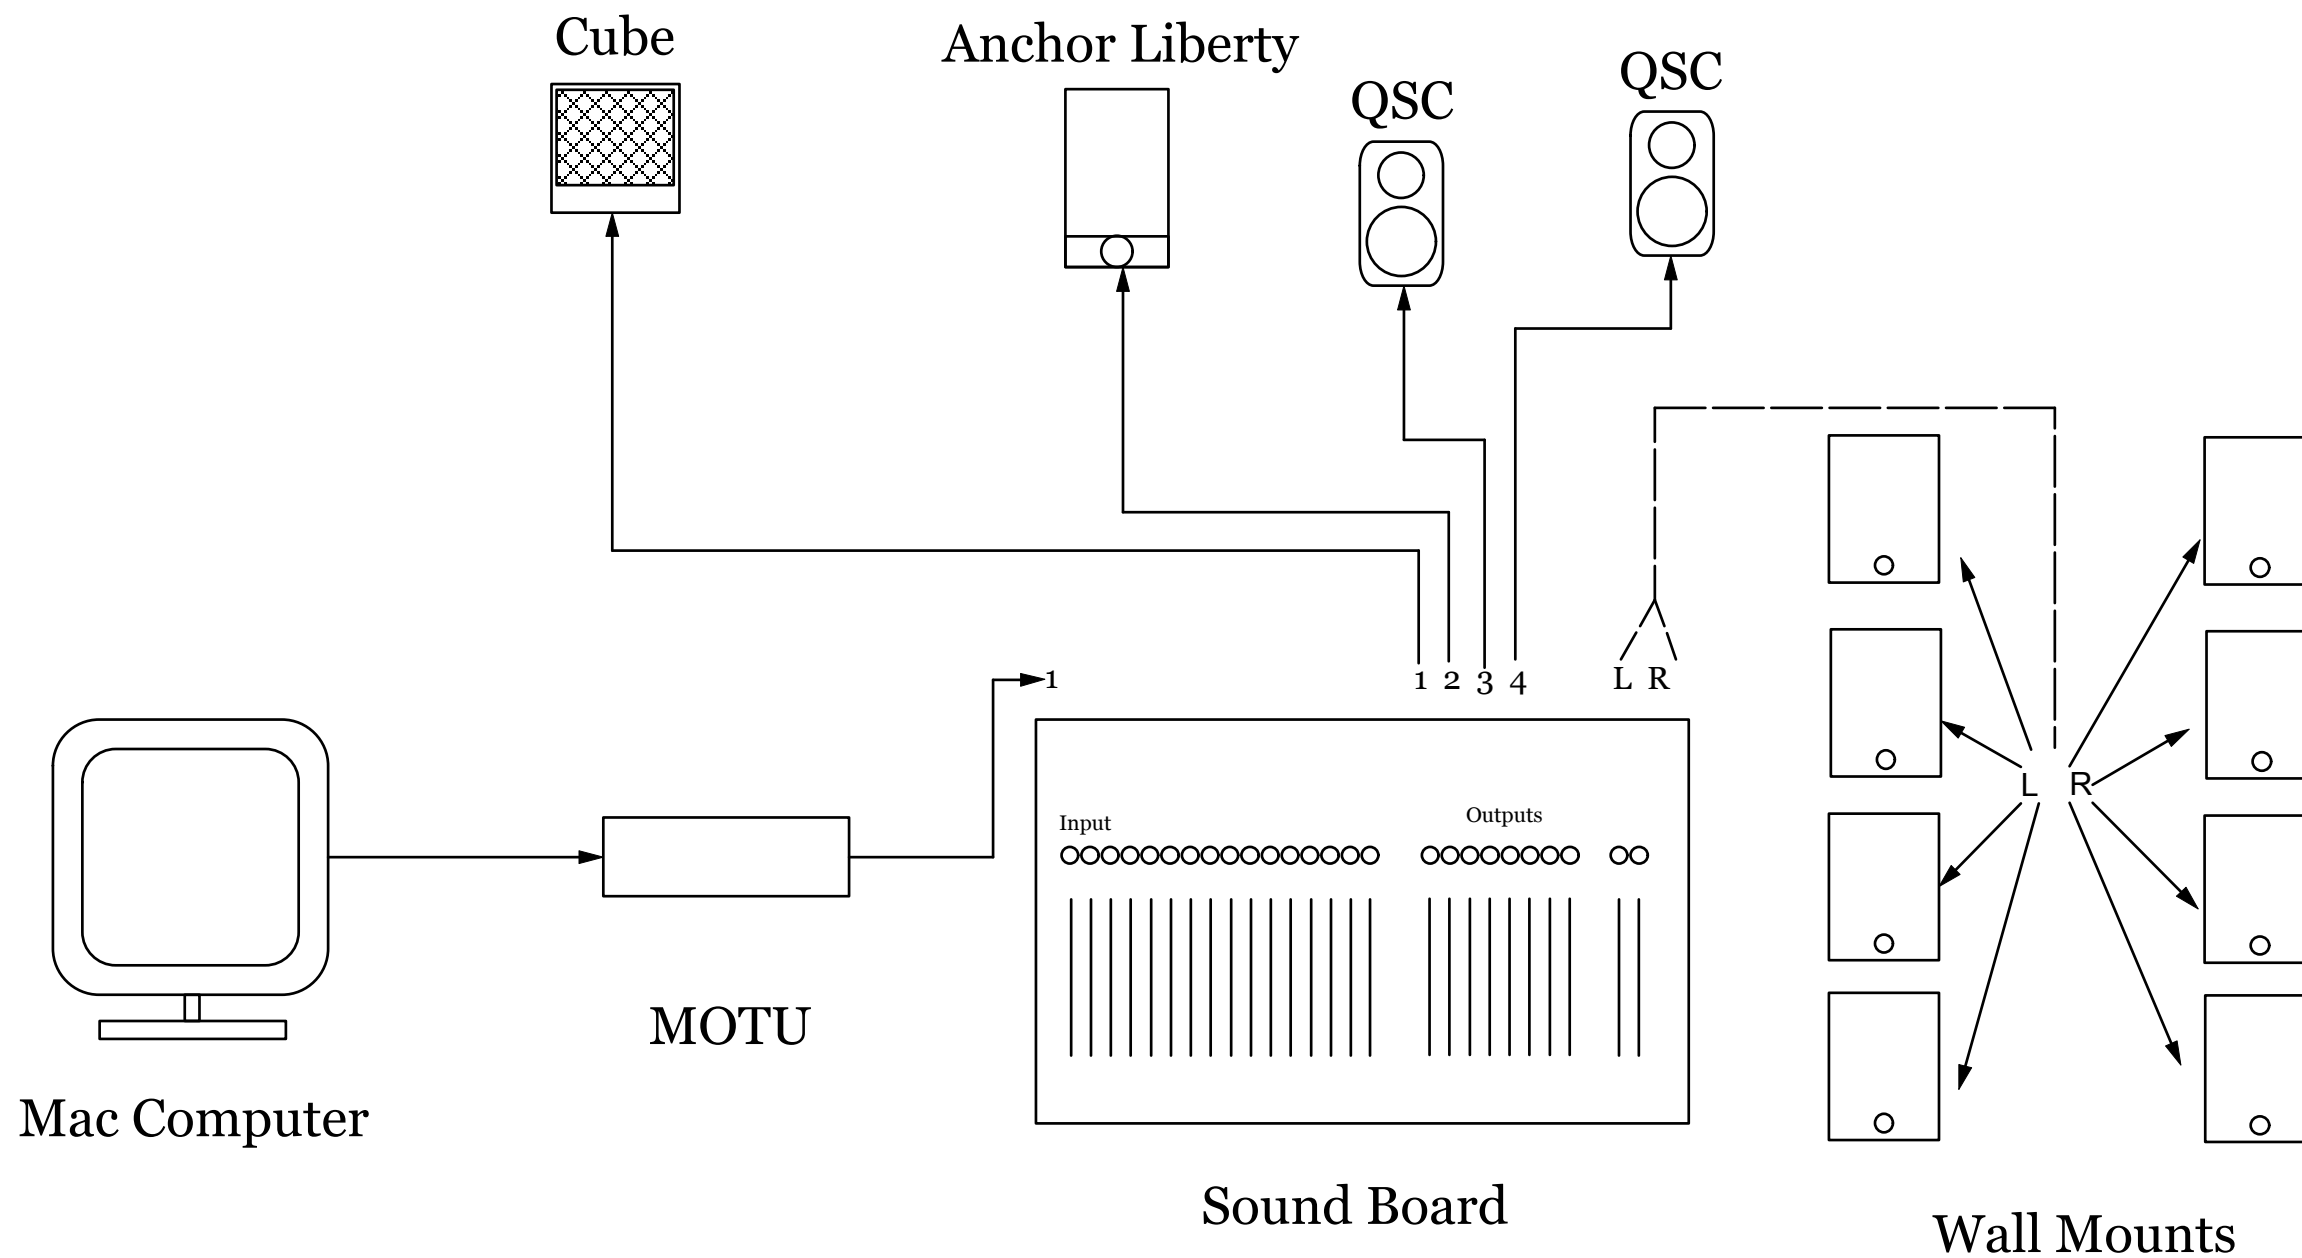 Cube
Anchor Liberty
QSC
QSC
1
1 2 3 4
L R
L R
Input
Outputs
MOTU
Mac Computer
Sound Board
Wall Mounts